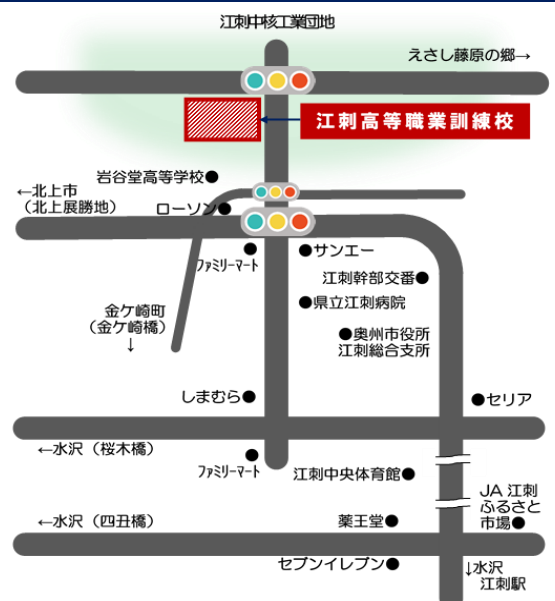 江刺中核工業団地
えさし藤原の郷→
江刺高等職業訓練校
岩谷堂高等学校●
←北上市
（北上展勝地）
ローソン●
ﾌｧﾐﾘｰﾏｰﾄ
●サンエー
江刺幹部交番●
金ケ崎町
（金ケ崎橋）
↓
●県立江刺病院
●奥州市役所
江刺総合支所
しまむら●
●セリア
←水沢（桜木橋）
ﾌｧﾐﾘｰﾏｰﾄ
江刺中央体育館●
JA 江刺
ふるさと
市場●
←水沢（四丑橋）
薬王堂●
セブンイレブン●
↓水沢
江刺駅